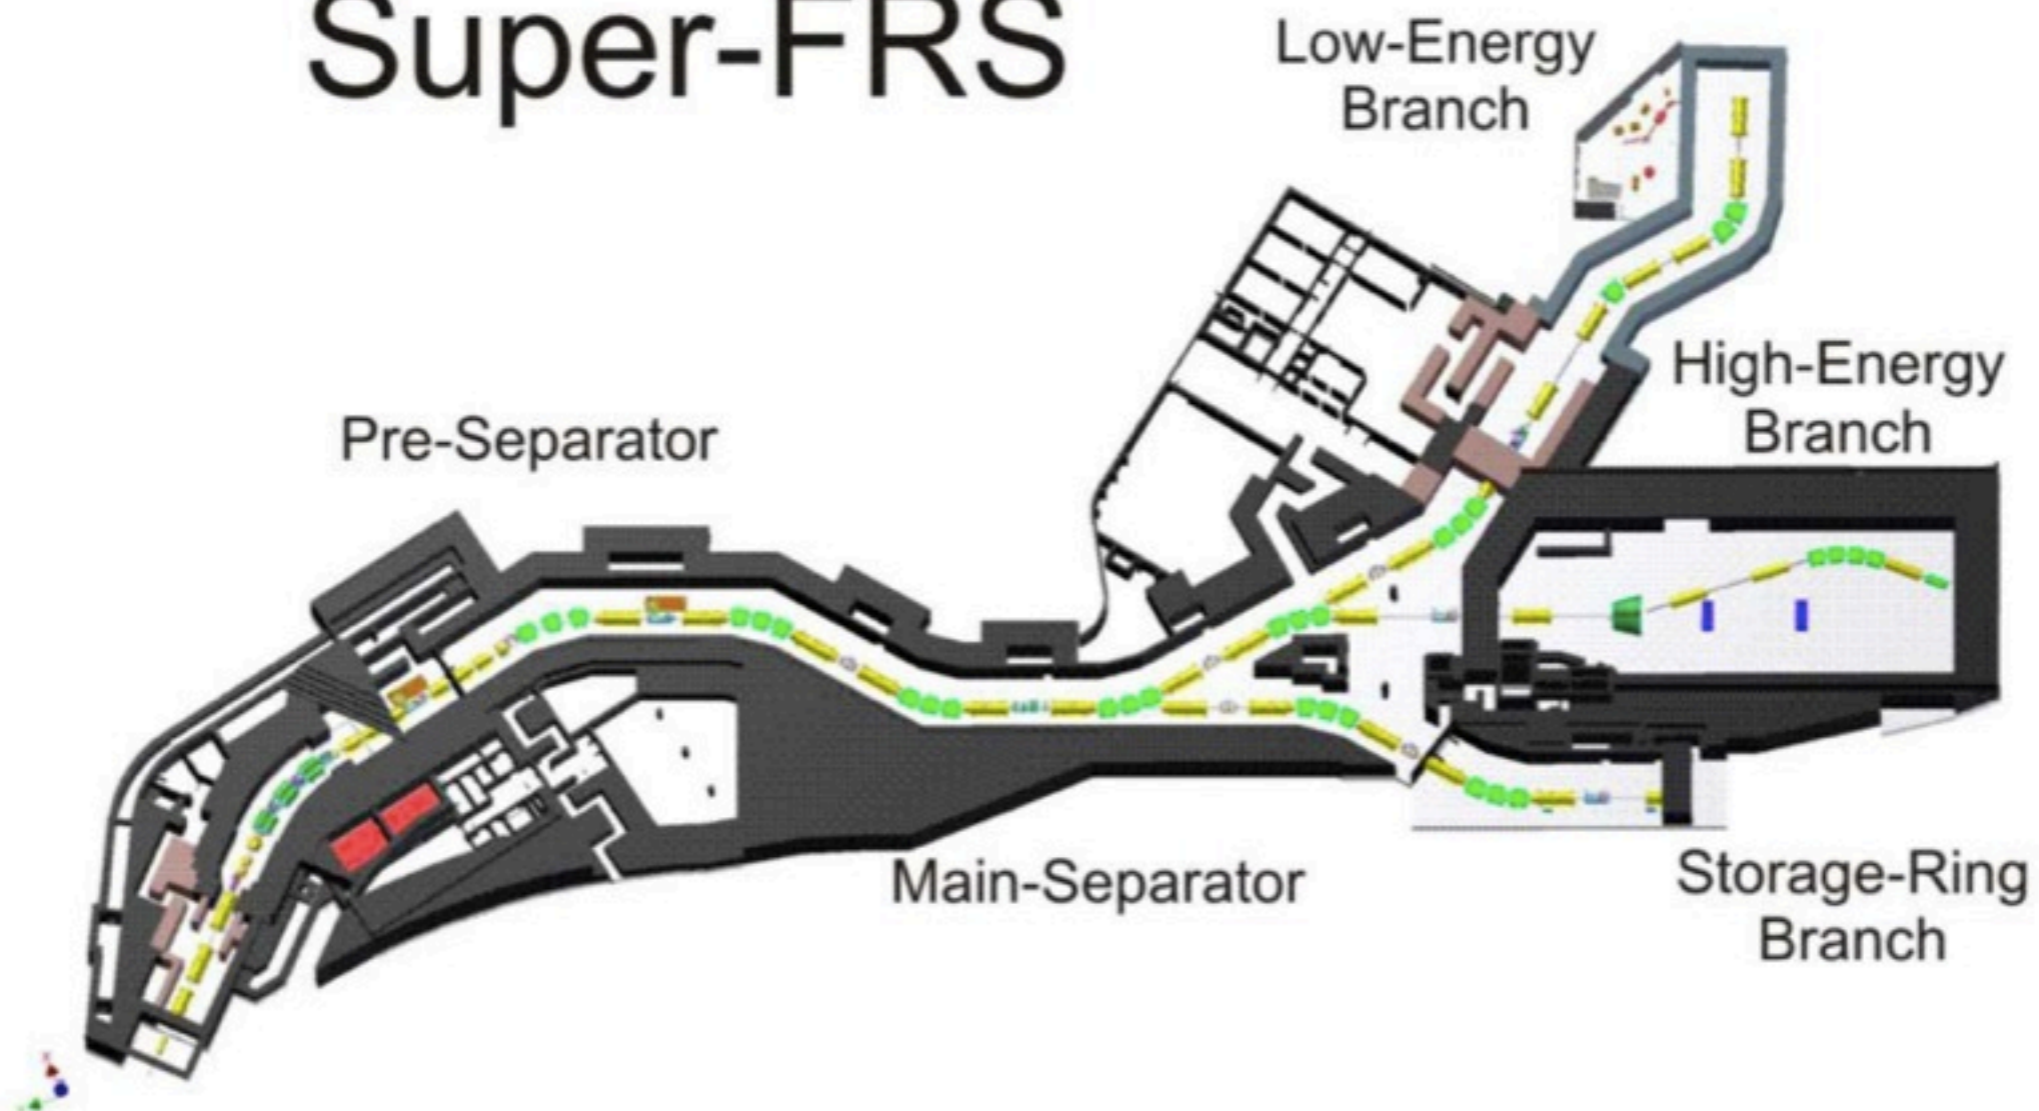 Super-FRS
Low-Energy
Branch
High-Energy
Branch
Pre-Separator
Main-Separator
Storage-Ring
Branch